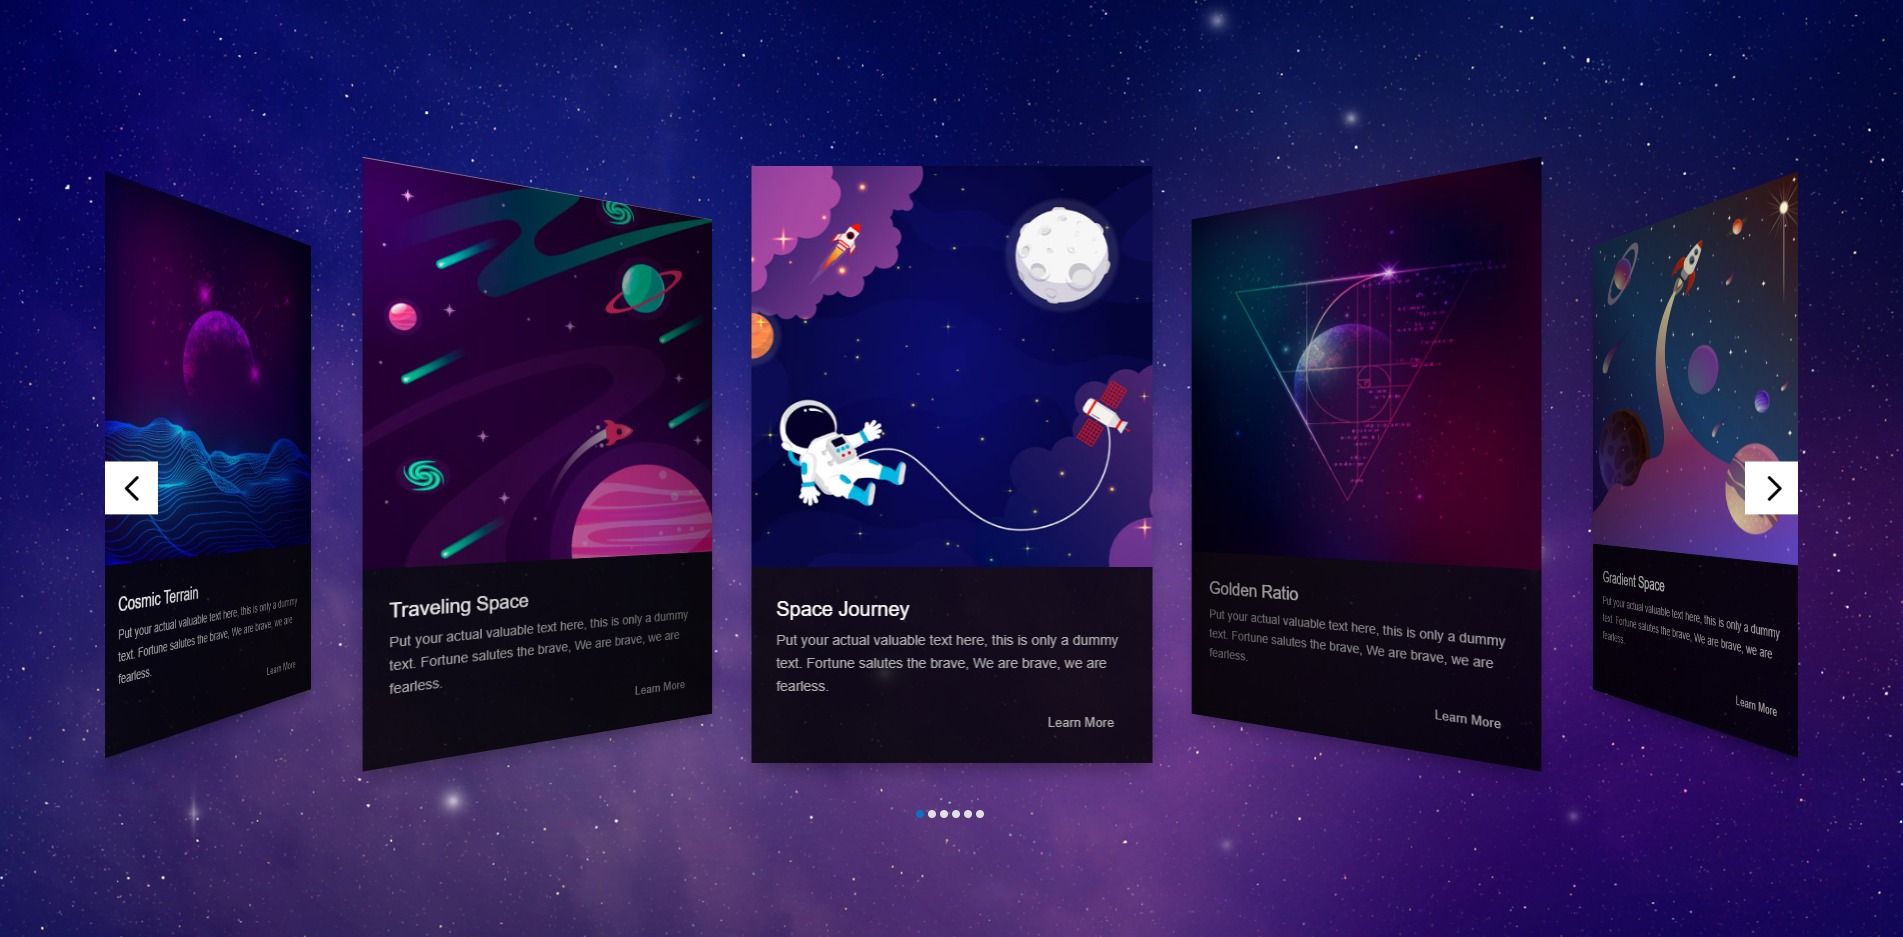 Cosmic Terrain
Put your actual valuable text here, this is only a dummy
text. Fortune salutes the brave, We are brave, we are
fearless.
Learn More
Traveling Space
Put your actual valuable text here, this is only a dummy
text. Fortune salutes the brave, We are brave, we are
fearless.
Learn More
Space Journey
Put your actual valuable text here, this is only a dummy
text. Fortune salutes the brave, We are brave, we are
fearless.
Learn More
Golden Ratio
Put your actual valuable text here, this is only a dummy
text. Fortune salutes the brave, We are brave, we are
fearless.
Learn More
Gradient Space
Put your actual valuable text here, this is only a dummy
text. Fortune salutes the brave, We are brave, we are
fearless.
Learn More